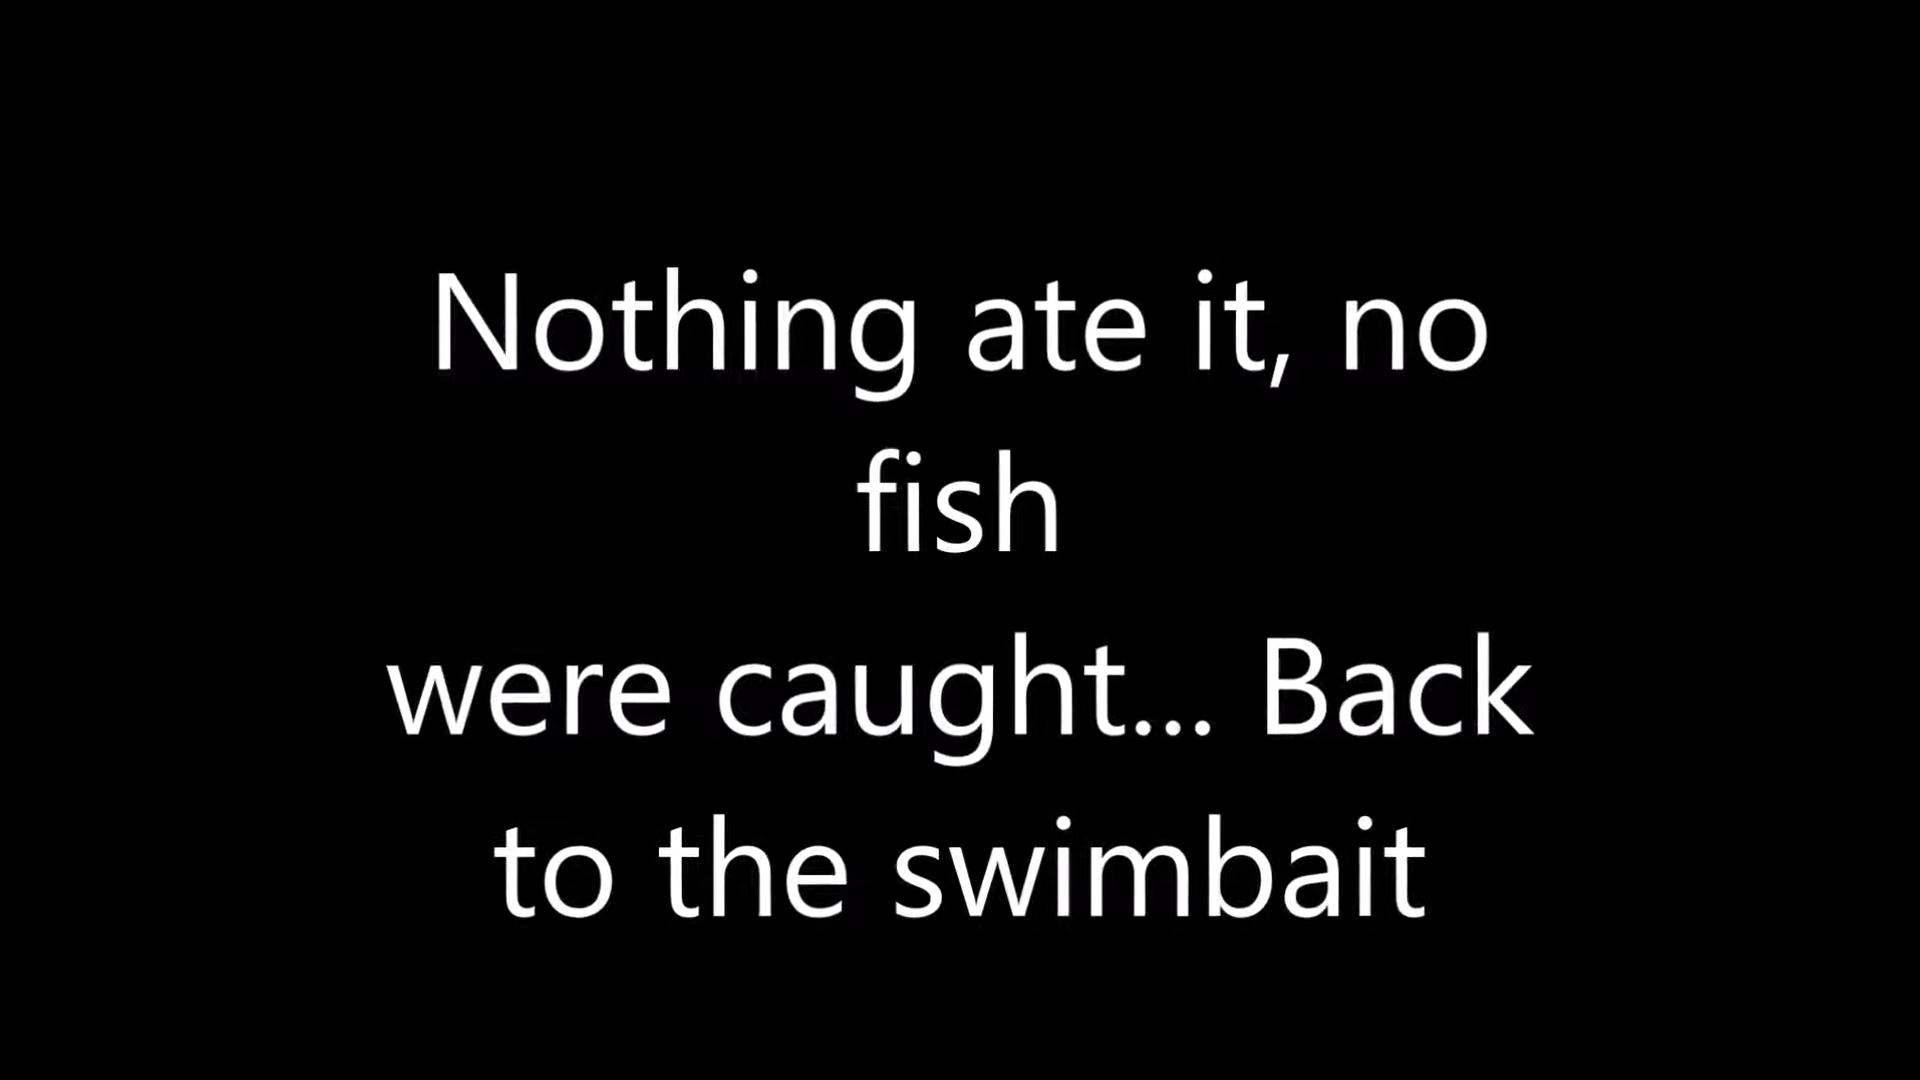 Nothing ate it, no
fish
were caught... Back
to the swimbait